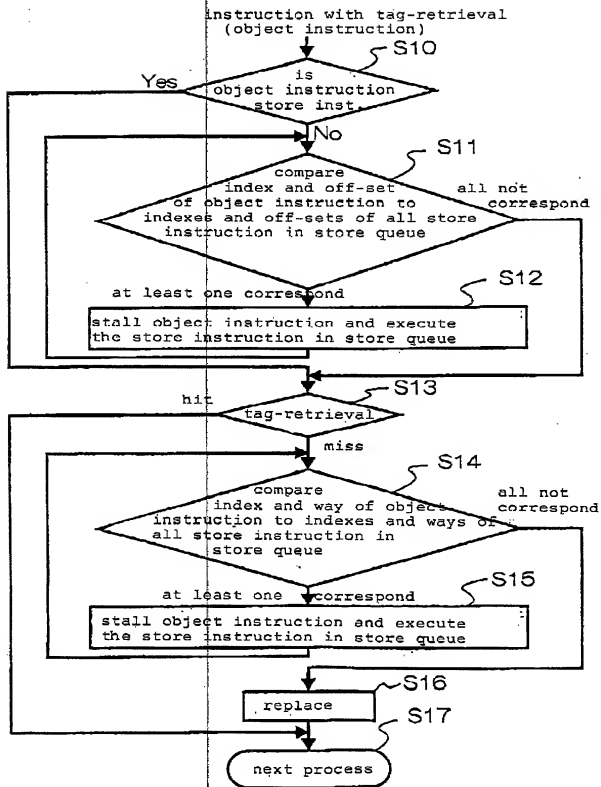 instruction with tag-retrieval
(object instruction)
S10
Yes
is
object instruction
store inst.
No
S11
compare
index and off-set
of object instruction to
indexes and off-sets of all store
instruction in store queue
all not
correspond
at least one correspond
S12
stall object instruction and execute
the store instruction in store queue
S13
hit
tag-retrieval
miss
S14
compare
index and way of object
instruction to indexes and ways of
all store instruction in
store queue
all not
correspond
at least one correspond
S15
stall object instruction and execute
the store instruction in store queue
S16
replace
S17
next process